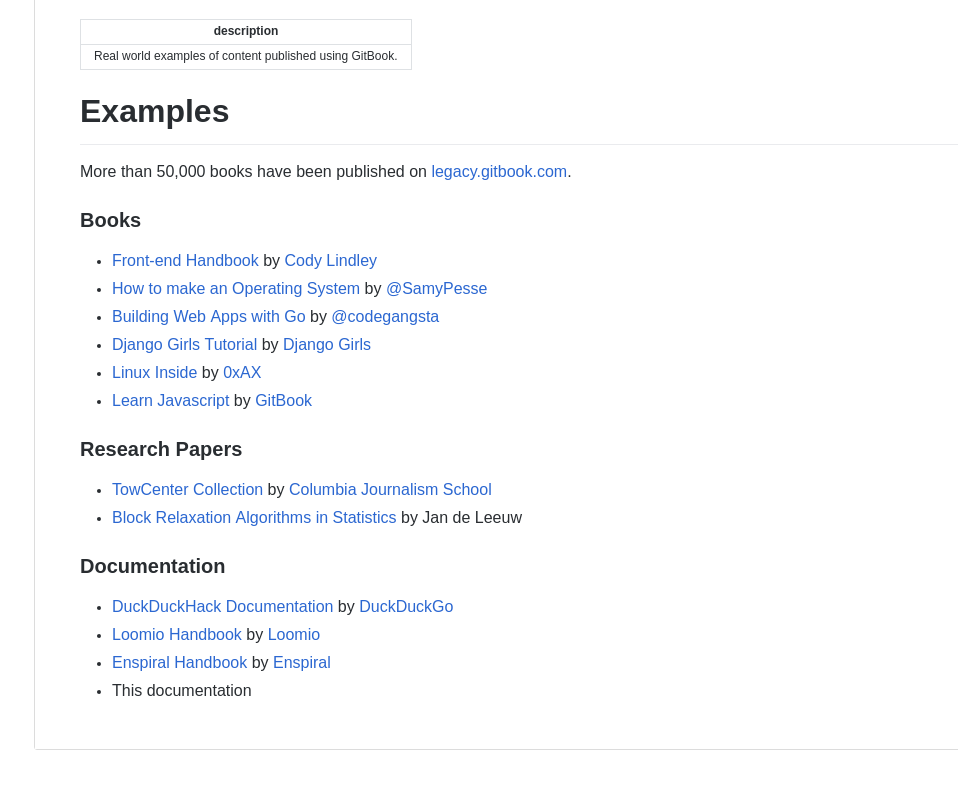 description
Real world examples of content published using GitBook.
Examples
More than 50,000 books have been published on legacy.gitbook.com.
Books
Front-end Handbook by Cody Lindley
How to make an Operating System by @SamyPesse
Building Web Apps with Go by @codegangsta
Django Girls Tutorial by Django Girls
Linux Inside by 0xAX
Learn Javascript by GitBook
Research Papers
TowCenter Collection by Columbia Journalism School
Block Relaxation Algorithms in Statistics by Jan de Leeuw
Documentation
DuckDuckHack Documentation by DuckDuckGo
Loomio Handbook by Loomio
Enspiral Handbook by Enspiral
This documentation